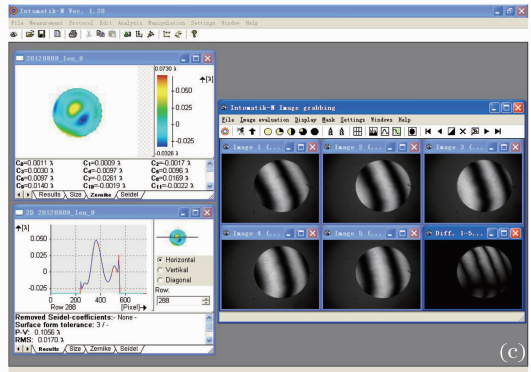 Intomatik-N Ver. 1.20
File Measurement Protocol Edit Analysis Manipulation Settings Window Help
20120809_len_9
0.0730 λ
[λ]
0.050
0.025
0
-0.025
-0.0326 λ
C₀=0.0011 λ C₁=0.0009 λ C₂=-0.0017 λ
C₃=0.0030 λ C₄=-0.0097 λ C₅=0.0096 λ
C₆=0.0097 λ C₇=-0.0261 λ C₈=0.0169 λ
C₉=0.0140 λ C₁₀=-0.0019 λ C₁₁=-0.0022 λ
Results Size Zernike Seidel
2D 20120809_len_9
[λ]
0.050
0.025
0
-0.025
0 200 400 600
Row 288 [Pixel]
Horizontal
Vertikal
Diagonal
Row:
288
Removed Seidel-coefficients:- None -
Surface form tolerance: 3 / -
P-V: 0.1056 λ
RMS: 0.0170 λ
Results Size Zernike Seidel
Intomatik-N Image grabbing
File Image evaluation Display Mask Settings Windows Help
Image 1 (... Image 2 (... Image 3 (...
Image 4 (... Image 5 (... Diff. 1-5...
(c)